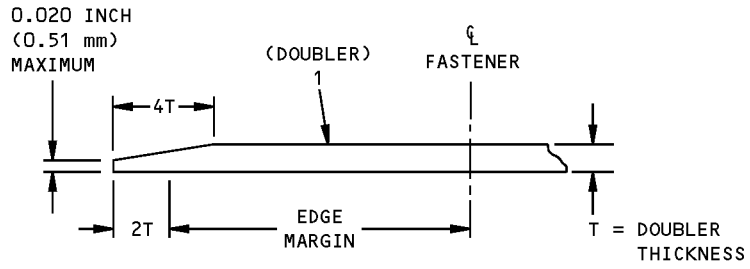 0.020 INCH
(0.51 mm)
MAXIMUM
4T
(DOUBLER)
1
℄
FASTENER
2T
EDGE
MARGIN
T = DOUBLER
THICKNESS